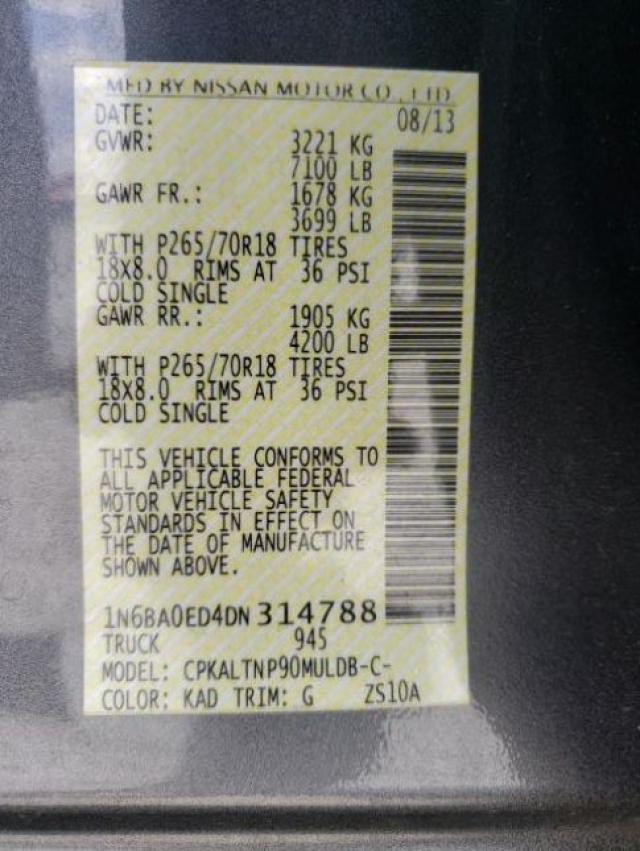 MFD BY NISSAN MOTOR CO., LTD.
DATE: 08/13
GVWR: 3221 KG
7100 LB
GAWR FR.: 1678 KG
3699 LB
WITH P265/70R18 TIRES
18X8.0 RIMS AT 36 PSI
COLD SINGLE
GAWR RR.: 1905 KG
4200 LB
WITH P265/70R18 TIRES
18X8.0 RIMS AT 36 PSI
COLD SINGLE
THIS VEHICLE CONFORMS TO
ALL APPLICABLE FEDERAL
MOTOR VEHICLE SAFETY
STANDARDS IN EFFECT ON
THE DATE OF MANUFACTURE
SHOWN ABOVE.
1N6BA0ED4DN314788
TRUCK 945
MODEL: CPKALTNP90MULDB-C-
COLOR: KAD TRIM: G ZS10A